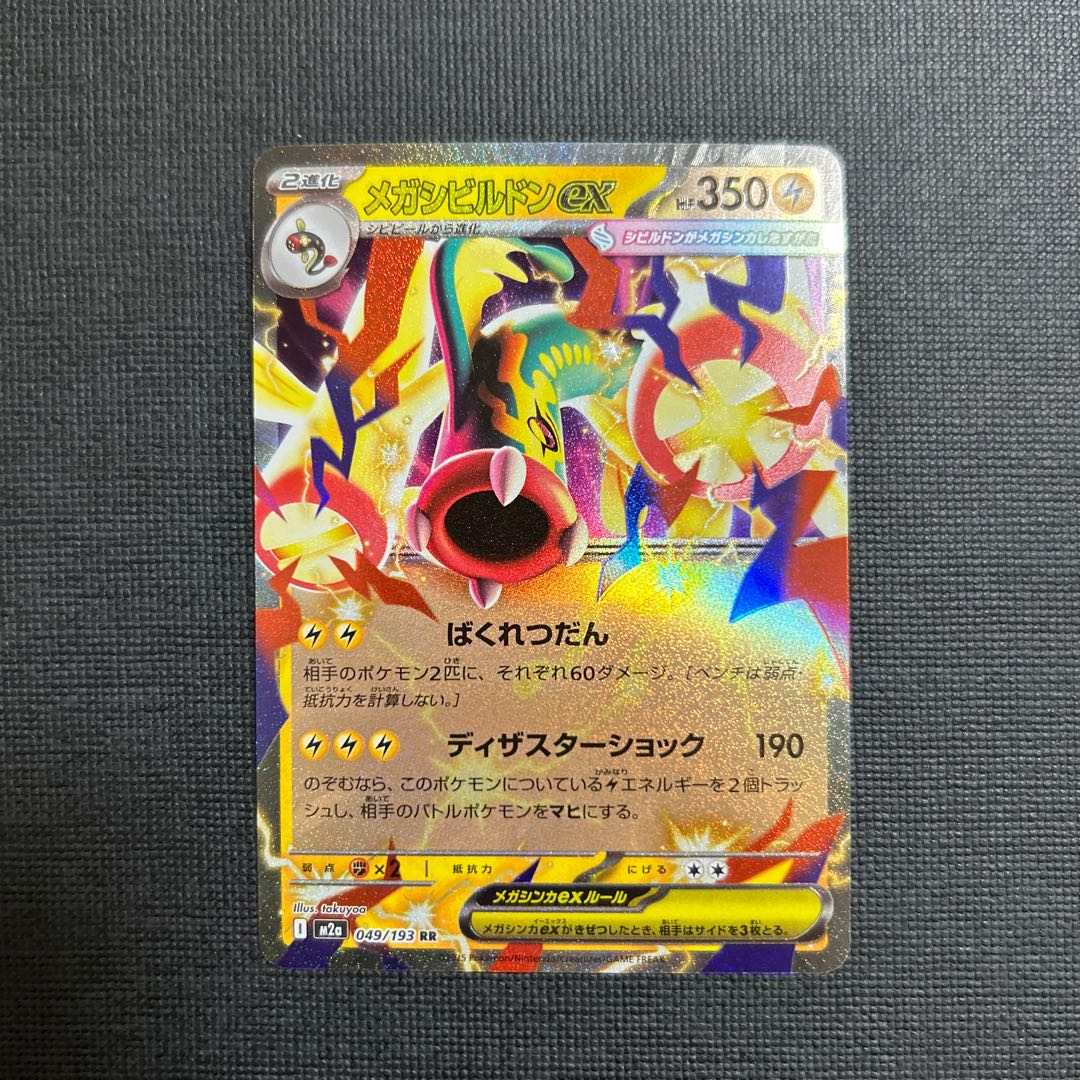 2進化
メガシビルドンex
HP350
シビビールから進化
シビルドンがメガシンカしたすがた
ばくれつだん
相手のポケモン2匹に、それぞれ60ダメージ。[ベンチは弱点・
抵抗力を計算しない。]
ディザスターショック 190
のぞむなら、このポケモンについているエネルギーを2個トラッ
シュし、相手のバトルポケモンをマヒにする。
弱点 ×2 抵抗力 にげる
メガシンカexルール
メガシンカexがきぜつしたとき、相手はサイドを3枚とる。
Illus. takuyoa
I m2a 049/193 RR
©2025 Pokémon/Nintendo/Creatures/GAME FREAK